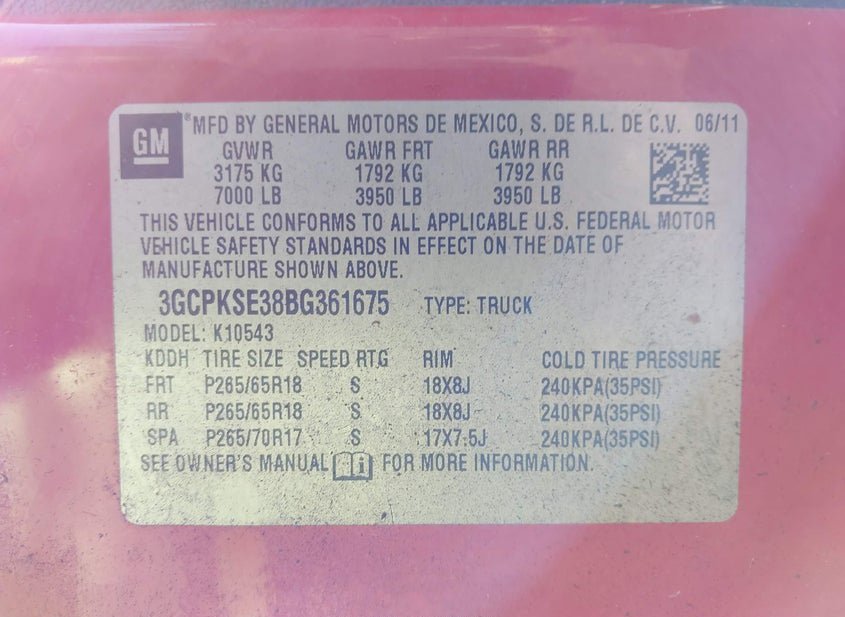 GM ® MFD BY GENERAL MOTORS DE MEXICO, S. DE R.L. DE C.V. 06/11
GVWR GAWR FRT GAWR RR
3175 KG 1792 KG 1792 KG
7000 LB 3950 LB 3950 LB
THIS VEHICLE CONFORMS TO ALL APPLICABLE U.S. FEDERAL MOTOR
VEHICLE SAFETY STANDARDS IN EFFECT ON THE DATE OF
MANUFACTURE SHOWN ABOVE.
3GCPKSE38BG361675 TYPE: TRUCK
MODEL: K10543
KDDH TIRE SIZE SPEED RTG RIM COLD TIRE PRESSURE
FRT P265/65R18 S 18X8J 240KPA(35PSI)
RR P265/65R18 S 18X8J 240KPA(35PSI)
SPA P265/70R17 S 17X7.5J 240KPA(35PSI)
SEE OWNER'S MANUAL i FOR MORE INFORMATION.